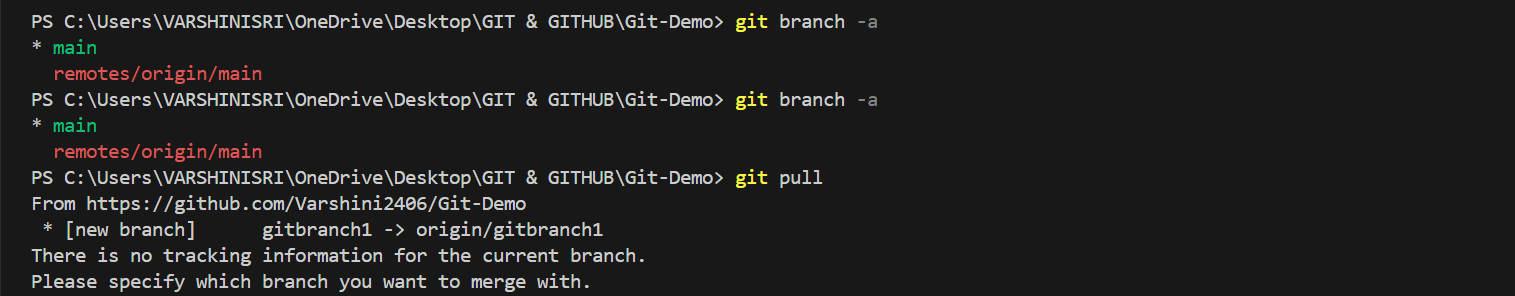 PS C:\Users\VARSHINISRI\OneDrive\Desktop\GIT & GITHUB\Git-Demo> git branch -a
* main
  remotes/origin/main
PS C:\Users\VARSHINISRI\OneDrive\Desktop\GIT & GITHUB\Git-Demo> git branch -a
* main
  remotes/origin/main
PS C:\Users\VARSHINISRI\OneDrive\Desktop\GIT & GITHUB\Git-Demo> git pull
From https://github.com/Varshini2406/Git-Demo
 * [new branch]      gitbranch1 -> origin/gitbranch1
There is no tracking information for the current branch.
Please specify which branch you want to merge with.